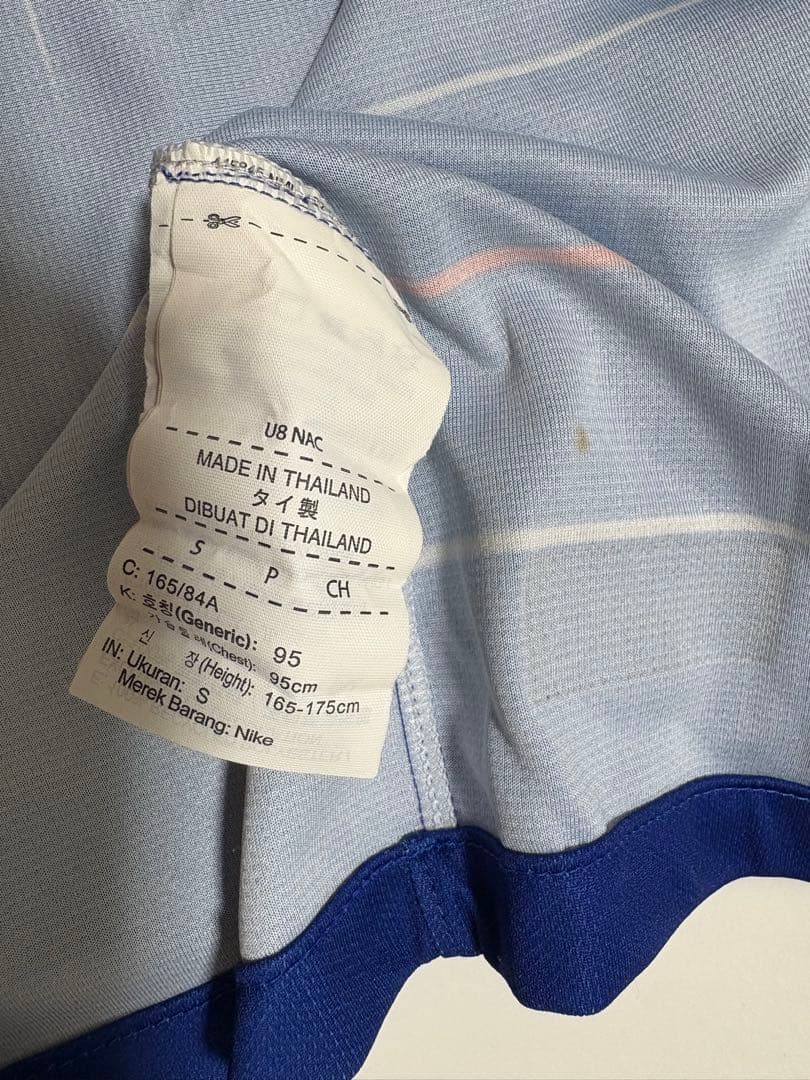 U8 NAC
MADE IN THAILAND
タイ製
DIBUAT DI THAILAND
S P CH
C: 165/84A
K: 호칭(Generic): 95
가슴둘레(Chest): 95cm
신 장(Height): 165-175cm
IN: Ukuran: S
Merek Barang: Nike